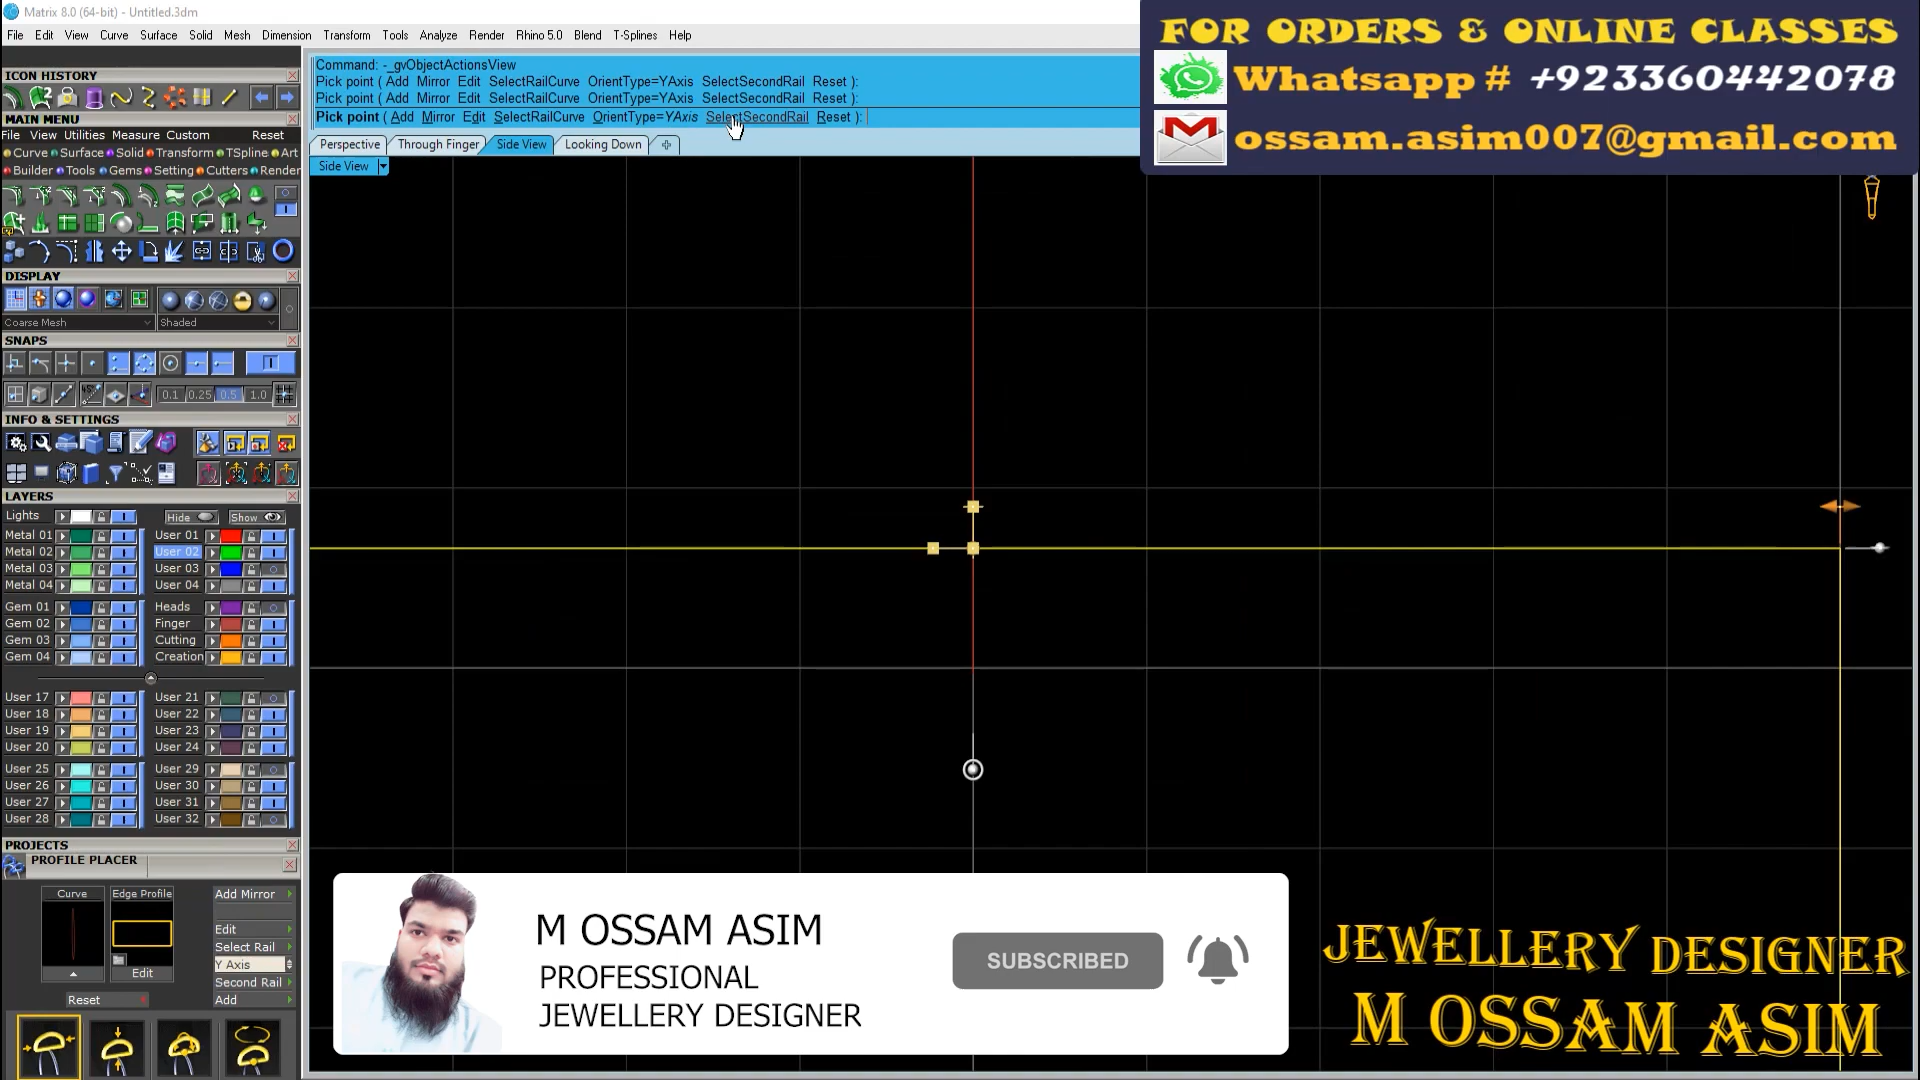 Matrix 8.0 (64-bit) - Untitled.3dm
File Edit View Curve Surface Solid Mesh Dimension Transform Tools Analyze Render Rhino 5.0 Blend T-Splines Help
FOR ORDERS & ONLINE CLASSES
Whatsapp # +923360442078
ossam.asim007@gmail.com
Command: -_gvObjectActionsView
Pick point ( Add Mirror Edit SelectRailCurve OrientType=YAxis SelectSecondRail Reset ):
Pick point ( Add Mirror Edit SelectRailCurve OrientType=YAxis SelectSecondRail Reset ):
Pick point ( Add Mirror Edit SelectRailCurve OrientType=YAxis SelectSecondRail Reset ):
Perspective Through Finger Side View Looking Down
Side View
ICON HISTORY
MAIN MENU
File View Utilities Measure Custom Reset
Curve Surface Solid Transform TSpline Art
Builder Tools Gems Setting Cutters Render
DISPLAY
Coarse Mesh Shaded
SNAPS
0.1 0.25 0.5 1.0
INFO & SETTINGS
LAYERS
Lights Hide Show
Metal 01 User 01
Metal 02 User 02
Metal 03 User 03
Metal 04 User 04
Gem 01 Heads
Gem 02 Finger
Gem 03 Cutting
Gem 04 Creation
User 17 User 21
User 18 User 22
User 19 User 23
User 20 User 24
User 25 User 29
User 26 User 30
User 27 User 31
User 28 User 32
PROJECTS
PROFILE PLACER
Curve Edge Profile Add Mirror
Edit
Select Rail
Y Axis
Edit Second Rail
Reset Add
M OSSAM ASIM
PROFESSIONAL
JEWELLERY DESIGNER
SUBSCRIBED
JEWELLERY DESIGNER
M OSSAM ASIM